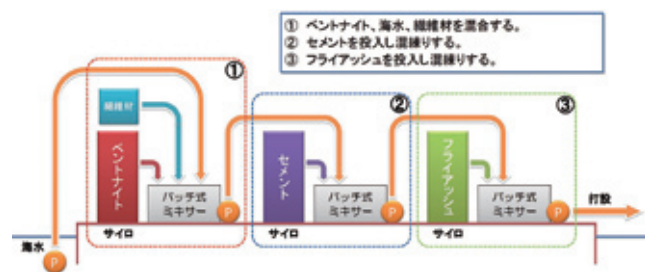 ① ベントナイト、海水、繊維材を混合する。
② セメントを投入し混練りする。
③ フライアッシュを投入し混練りする。
①
②
③
繊維材
ベントナイト
バッチ式
ミキサー
P
セメント
バッチ式
ミキサー
P
フライアッシュ
バッチ式
ミキサー
P
打設
サイロ
サイロ
サイロ
海水
P